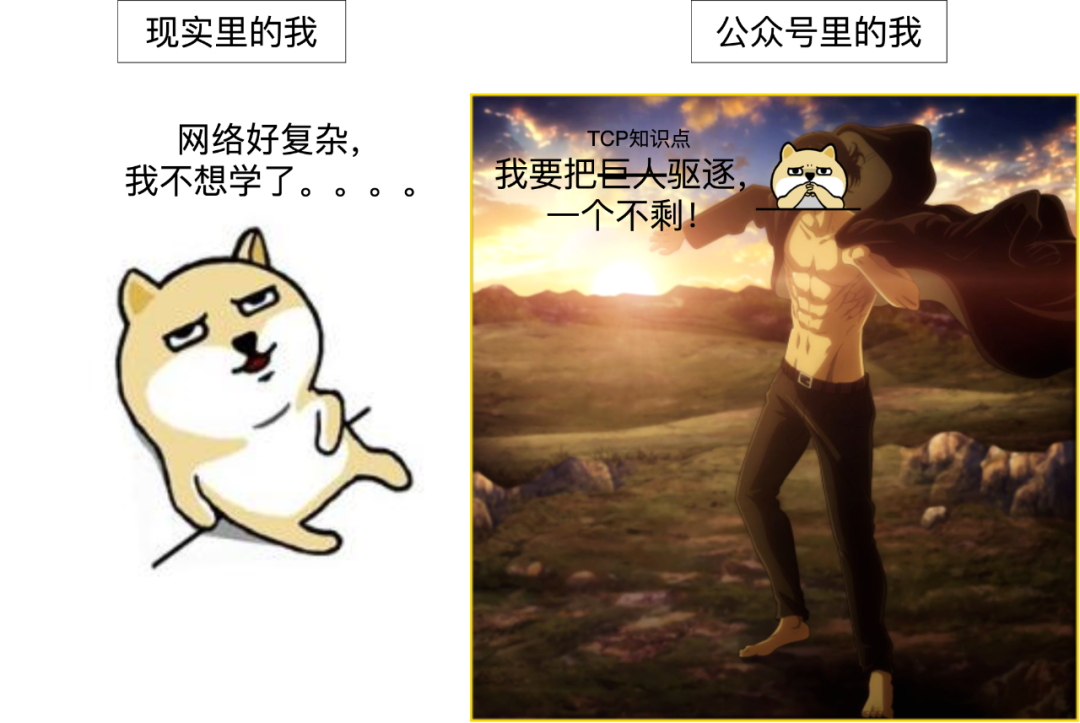 现实里的我
公众号里的我
网络好复杂，
我不想学了。。。。
TCP知识点
我要把巨人驱逐，
一个不剩！